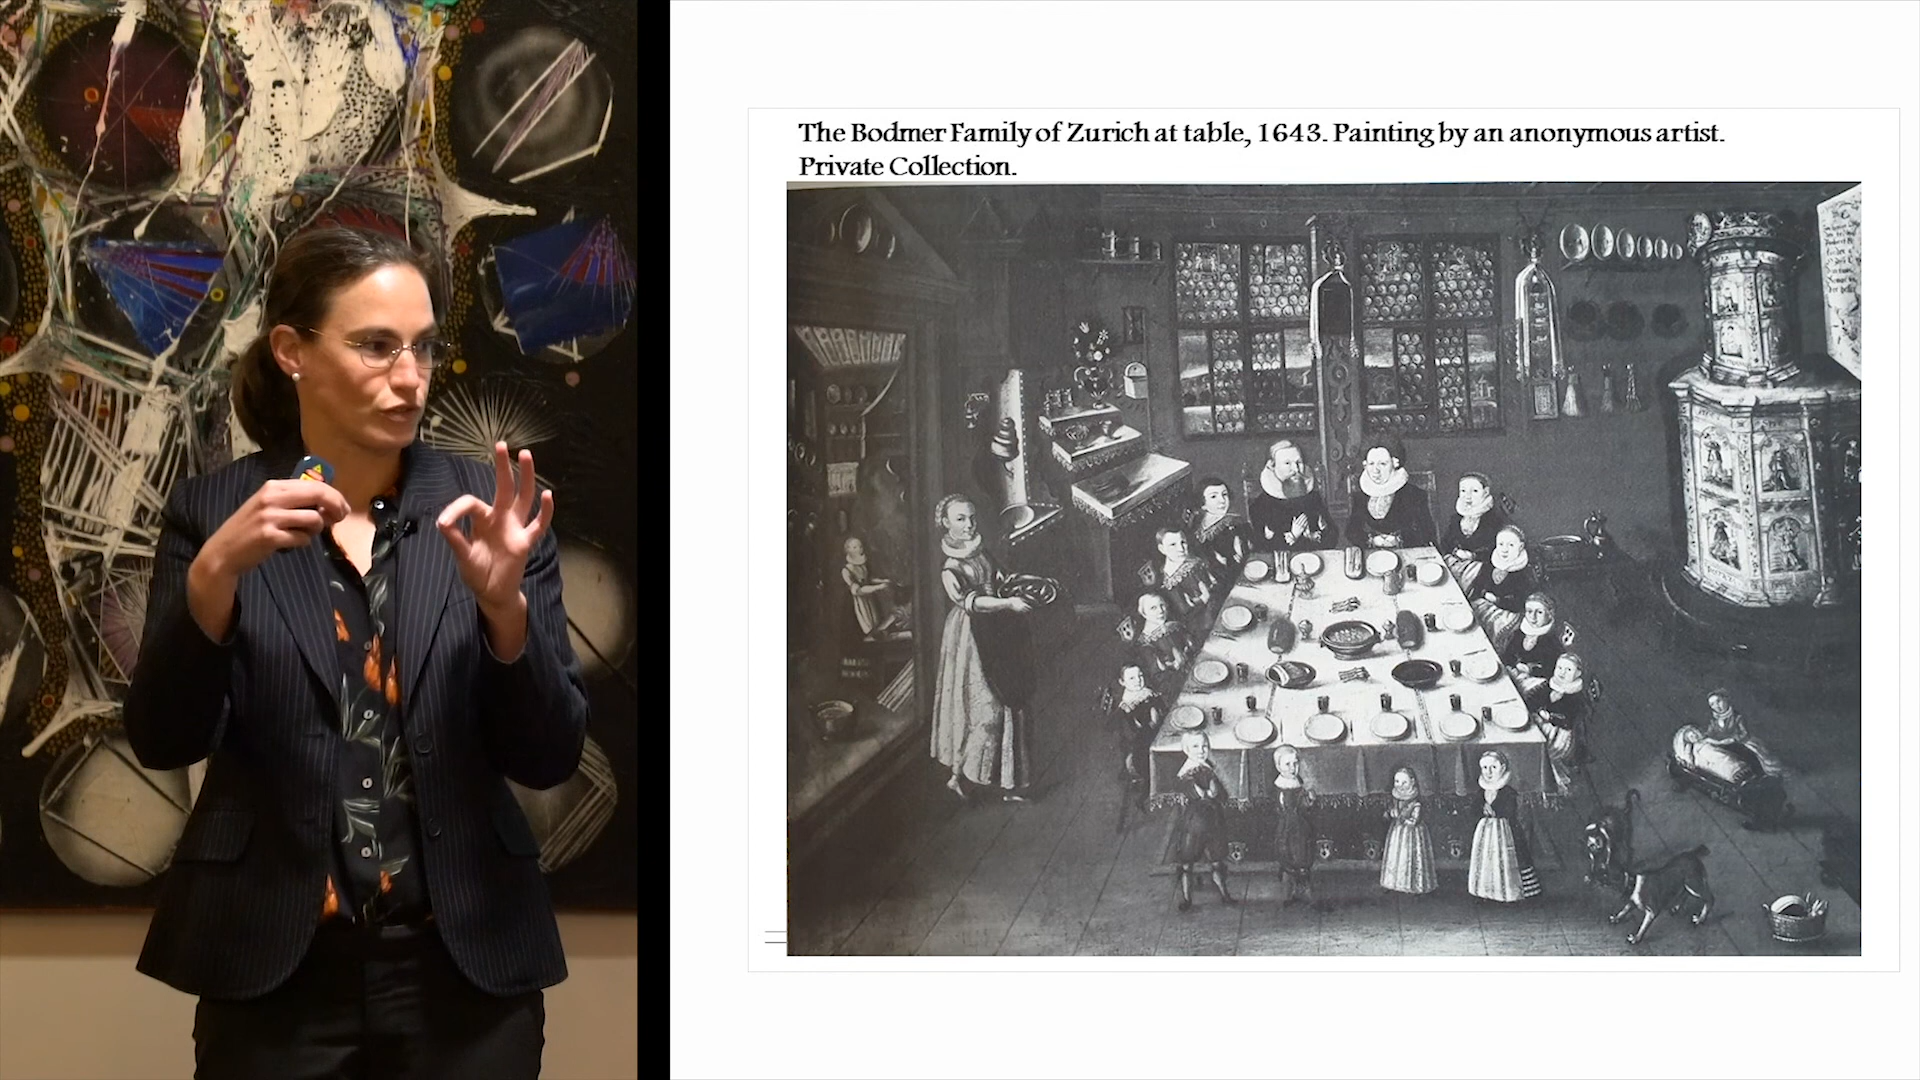 The Bodmer Family of Zurich at table, 1643. Painting by an anonymous artist.
Private Collection.